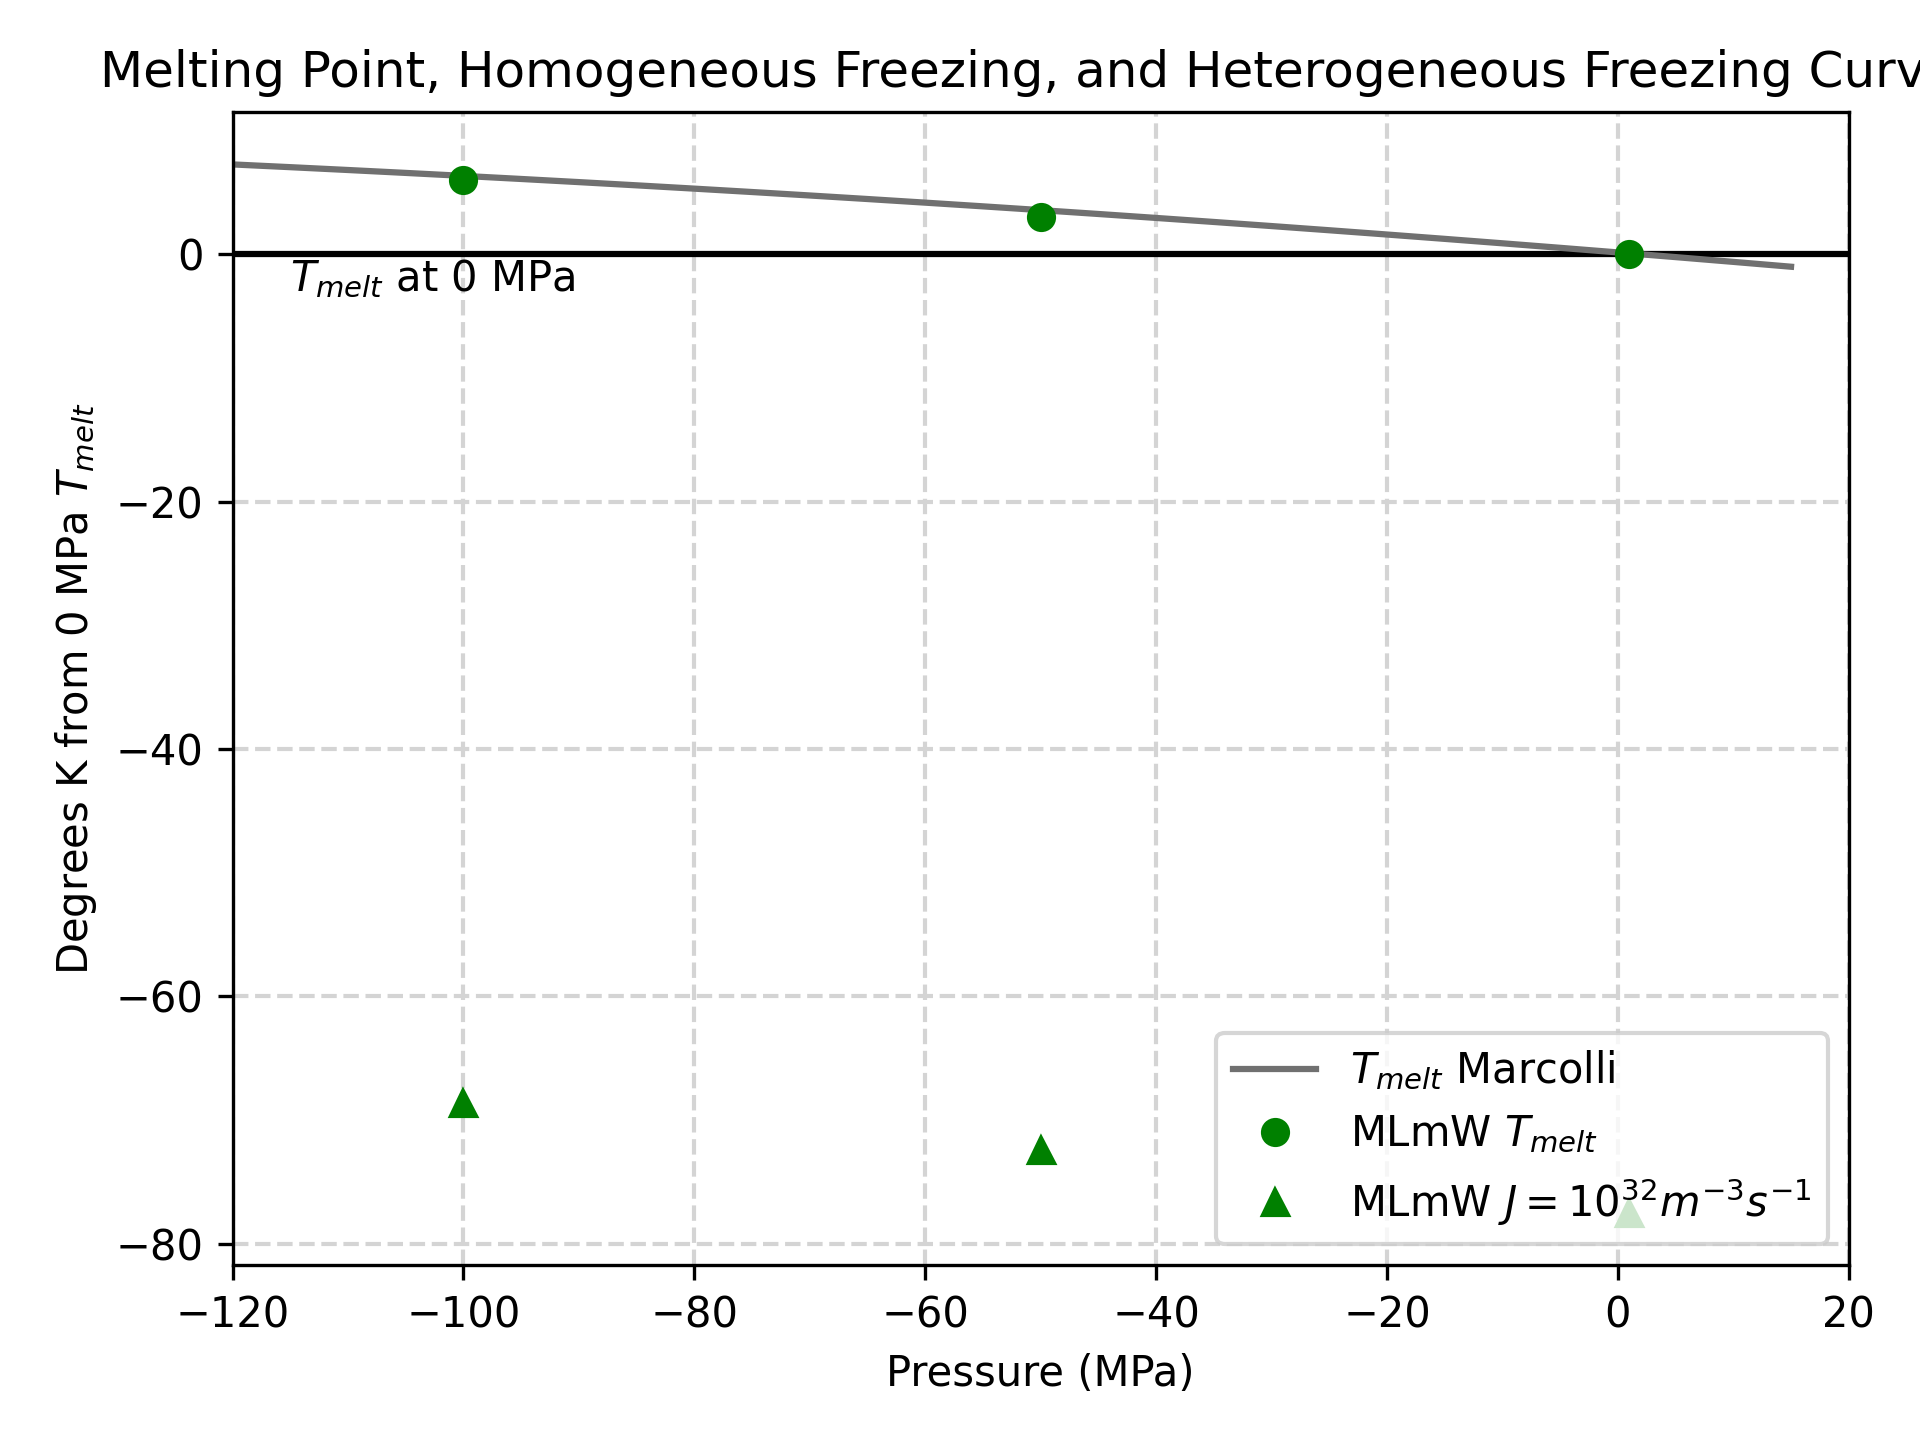 Melting Point, Homogeneous Freezing, and Heterogeneous Freezing Curv
Degrees K from 0 MPa T_melt
0
−20
−40
−60
−80
T_melt at 0 MPa
T_melt Marcolli
MLmW T_melt
MLmW J = 10^32 m^−3 s^−1
−120 −100 −80 −60 −40 −20 0 20
Pressure (MPa)